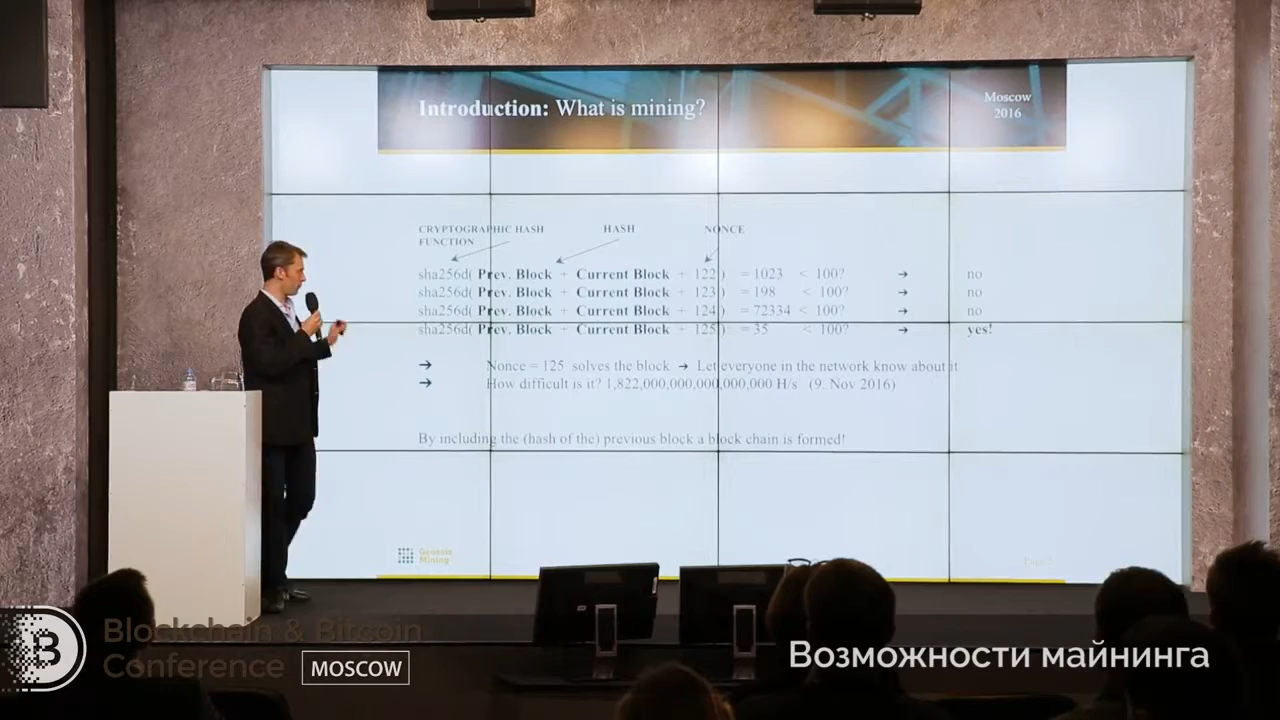 Introduction: What is mining?
Moscow
2016
CRYPTOGRAPHIC HASH
FUNCTION
HASH
NONCE
sha256d( Prev. Block + Current Block + 122 ) = 1023 < 100? ➔ no
sha256d( Prev. Block + Current Block + 123 ) = 198 < 100? ➔ no
sha256d( Prev. Block + Current Block + 124 ) = 72334 < 100? ➔ no
sha256d( Prev. Block + Current Block + 125 ) = 35 < 100? ➔ yes!
➔ Nonce = 125 solves the block ➔ Let everyone in the network know about it
➔ How difficult is it? 1,822,000,000,000,000,000 H/s (9. Nov 2016)
By including the (hash of the) previous block a block chain is formed!
Genesis
Mining
B
Blockchain & Bitcoin
Conference MOSCOW
Возможности майнинга